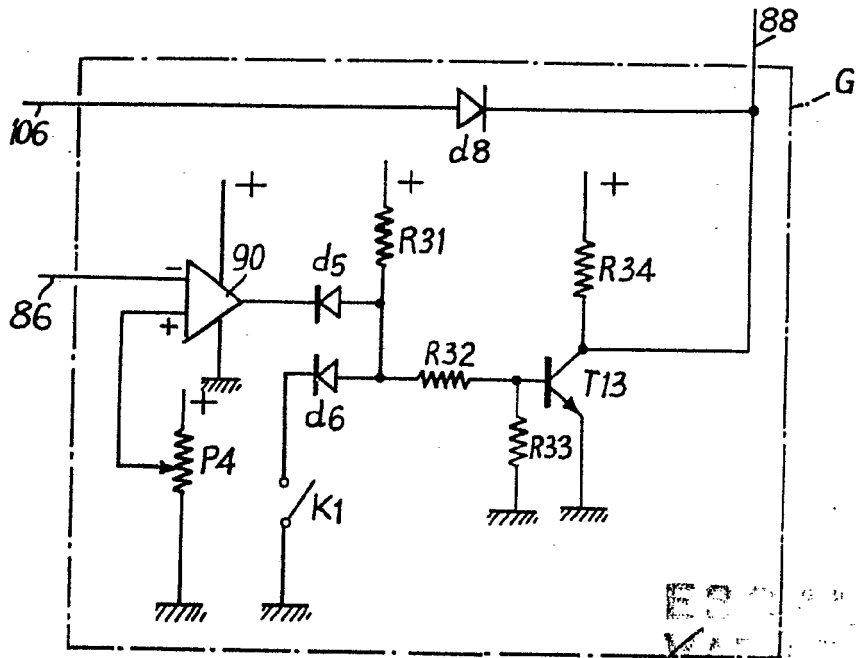 88
G
106
d8
+
+
+
R31
R34
90
d5
−
86
+
R32
T13
d6
+
P4
R33
K1